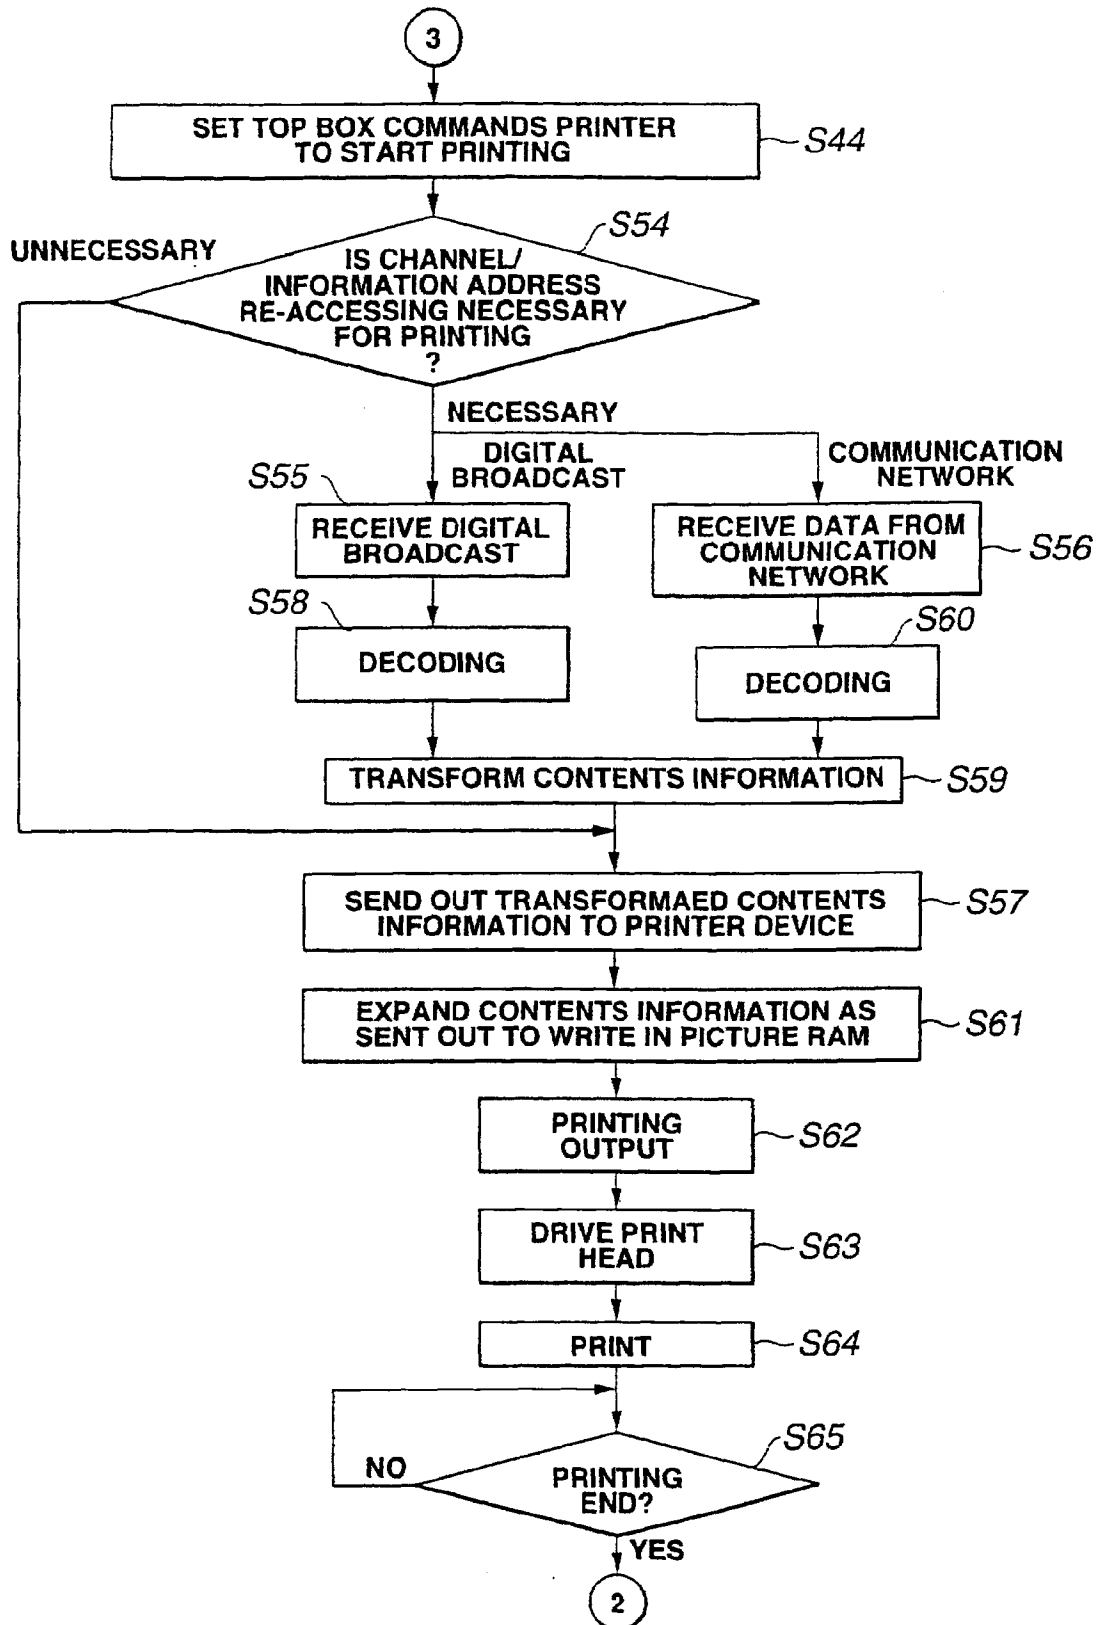 3
SET TOP BOX COMMANDS PRINTER
TO START PRINTING
S44
S54
UNNECESSARY
IS CHANNEL/
INFORMATION ADDRESS
RE-ACCESSING NECESSARY
FOR PRINTING
?
NECESSARY
DIGITAL
BROADCAST
COMMUNICATION
NETWORK
S55
RECEIVE DIGITAL
BROADCAST
RECEIVE DATA FROM
COMMUNICATION
NETWORK
S56
S58
DECODING
S60
DECODING
TRANSFORM CONTENTS INFORMATION
S59
SEND OUT TRANSFORMAED CONTENTS
INFORMATION TO PRINTER DEVICE
S57
EXPAND CONTENTS INFORMATION AS
SENT OUT TO WRITE IN PICTURE RAM
S61
PRINTING
OUTPUT
S62
DRIVE PRINT
HEAD
S63
PRINT
S64
S65
NO
PRINTING
END?
YES
2